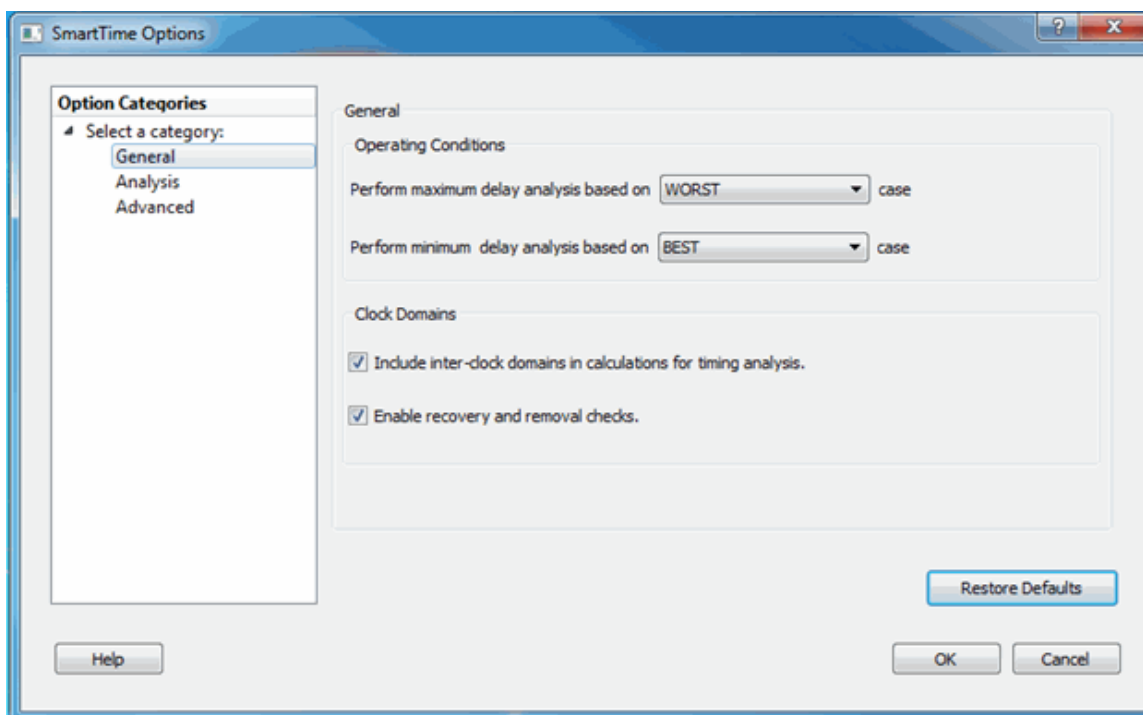 SmartTime Options
Option Categories
Select a category:
General
Analysis
Advanced
General
Operating Conditions
Perform maximum delay analysis based on WORST case
Perform minimum delay analysis based on BEST case
Clock Domains
Include inter-clock domains in calculations for timing analysis.
Enable recovery and removal checks.
Restore Defaults
Help
OK
Cancel